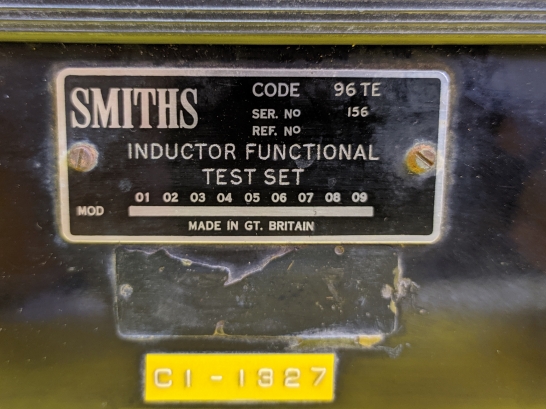 SMITHS
CODE 96 TE
SER. NO 156
REF. NO
INDUCTOR FUNCTIONAL
TEST SET
MOD 01 02 03 04 05 06 07 08 09
MADE IN GT. BRITAIN
C1-1327